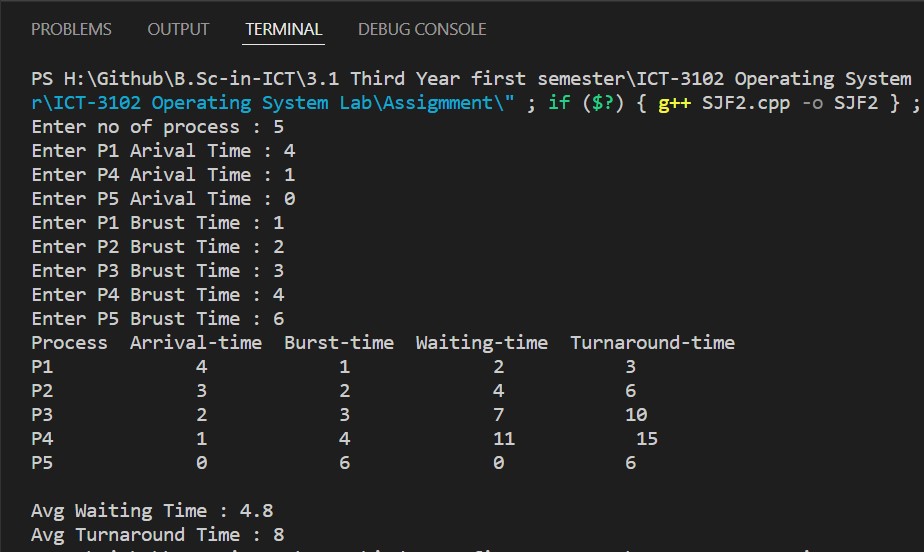 PROBLEMS OUTPUT TERMINAL DEBUG CONSOLE
PS H:\Github\B.Sc-in-ICT\3.1 Third Year first semester\ICT-3102 Operating System
r\ICT-3102 Operating System Lab\Assigmment\" ; if ($?) { g++ SJF2.cpp -o SJF2 } ;
Enter no of process : 5
Enter P1 Arival Time : 4
Enter P4 Arival Time : 1
Enter P5 Arival Time : 0
Enter P1 Brust Time : 1
Enter P2 Brust Time : 2
Enter P3 Brust Time : 3
Enter P4 Brust Time : 4
Enter P5 Brust Time : 6
Process Arrival-time Burst-time Waiting-time Turnaround-time
P1 4 1 2 3
P2 3 2 4 6
P3 2 3 7 10
P4 1 4 11 15
P5 0 6 0 6
Avg Waiting Time : 4.8
Avg Turnaround Time : 8